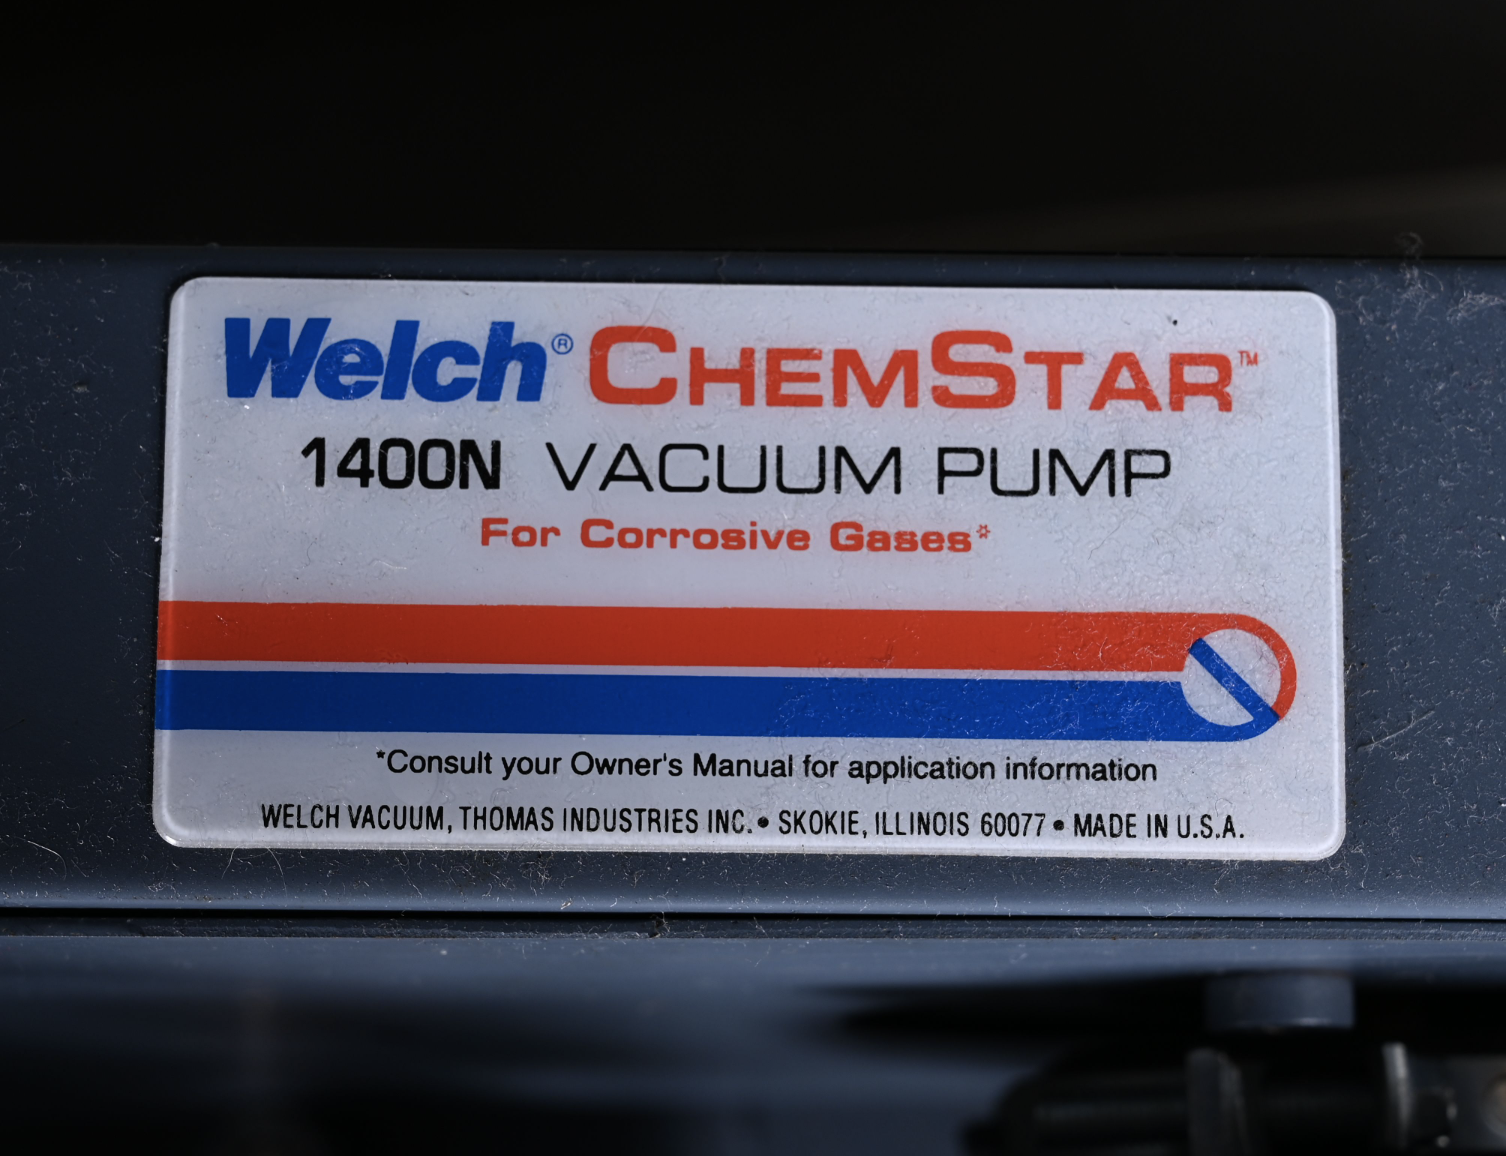 Welch® CHEMSTAR™
1400N VACUUM PUMP
For Corrosive Gases*
*Consult your Owner's Manual for application information
WELCH VACUUM, THOMAS INDUSTRIES INC. • SKOKIE, ILLINOIS 60077 • MADE IN U.S.A.